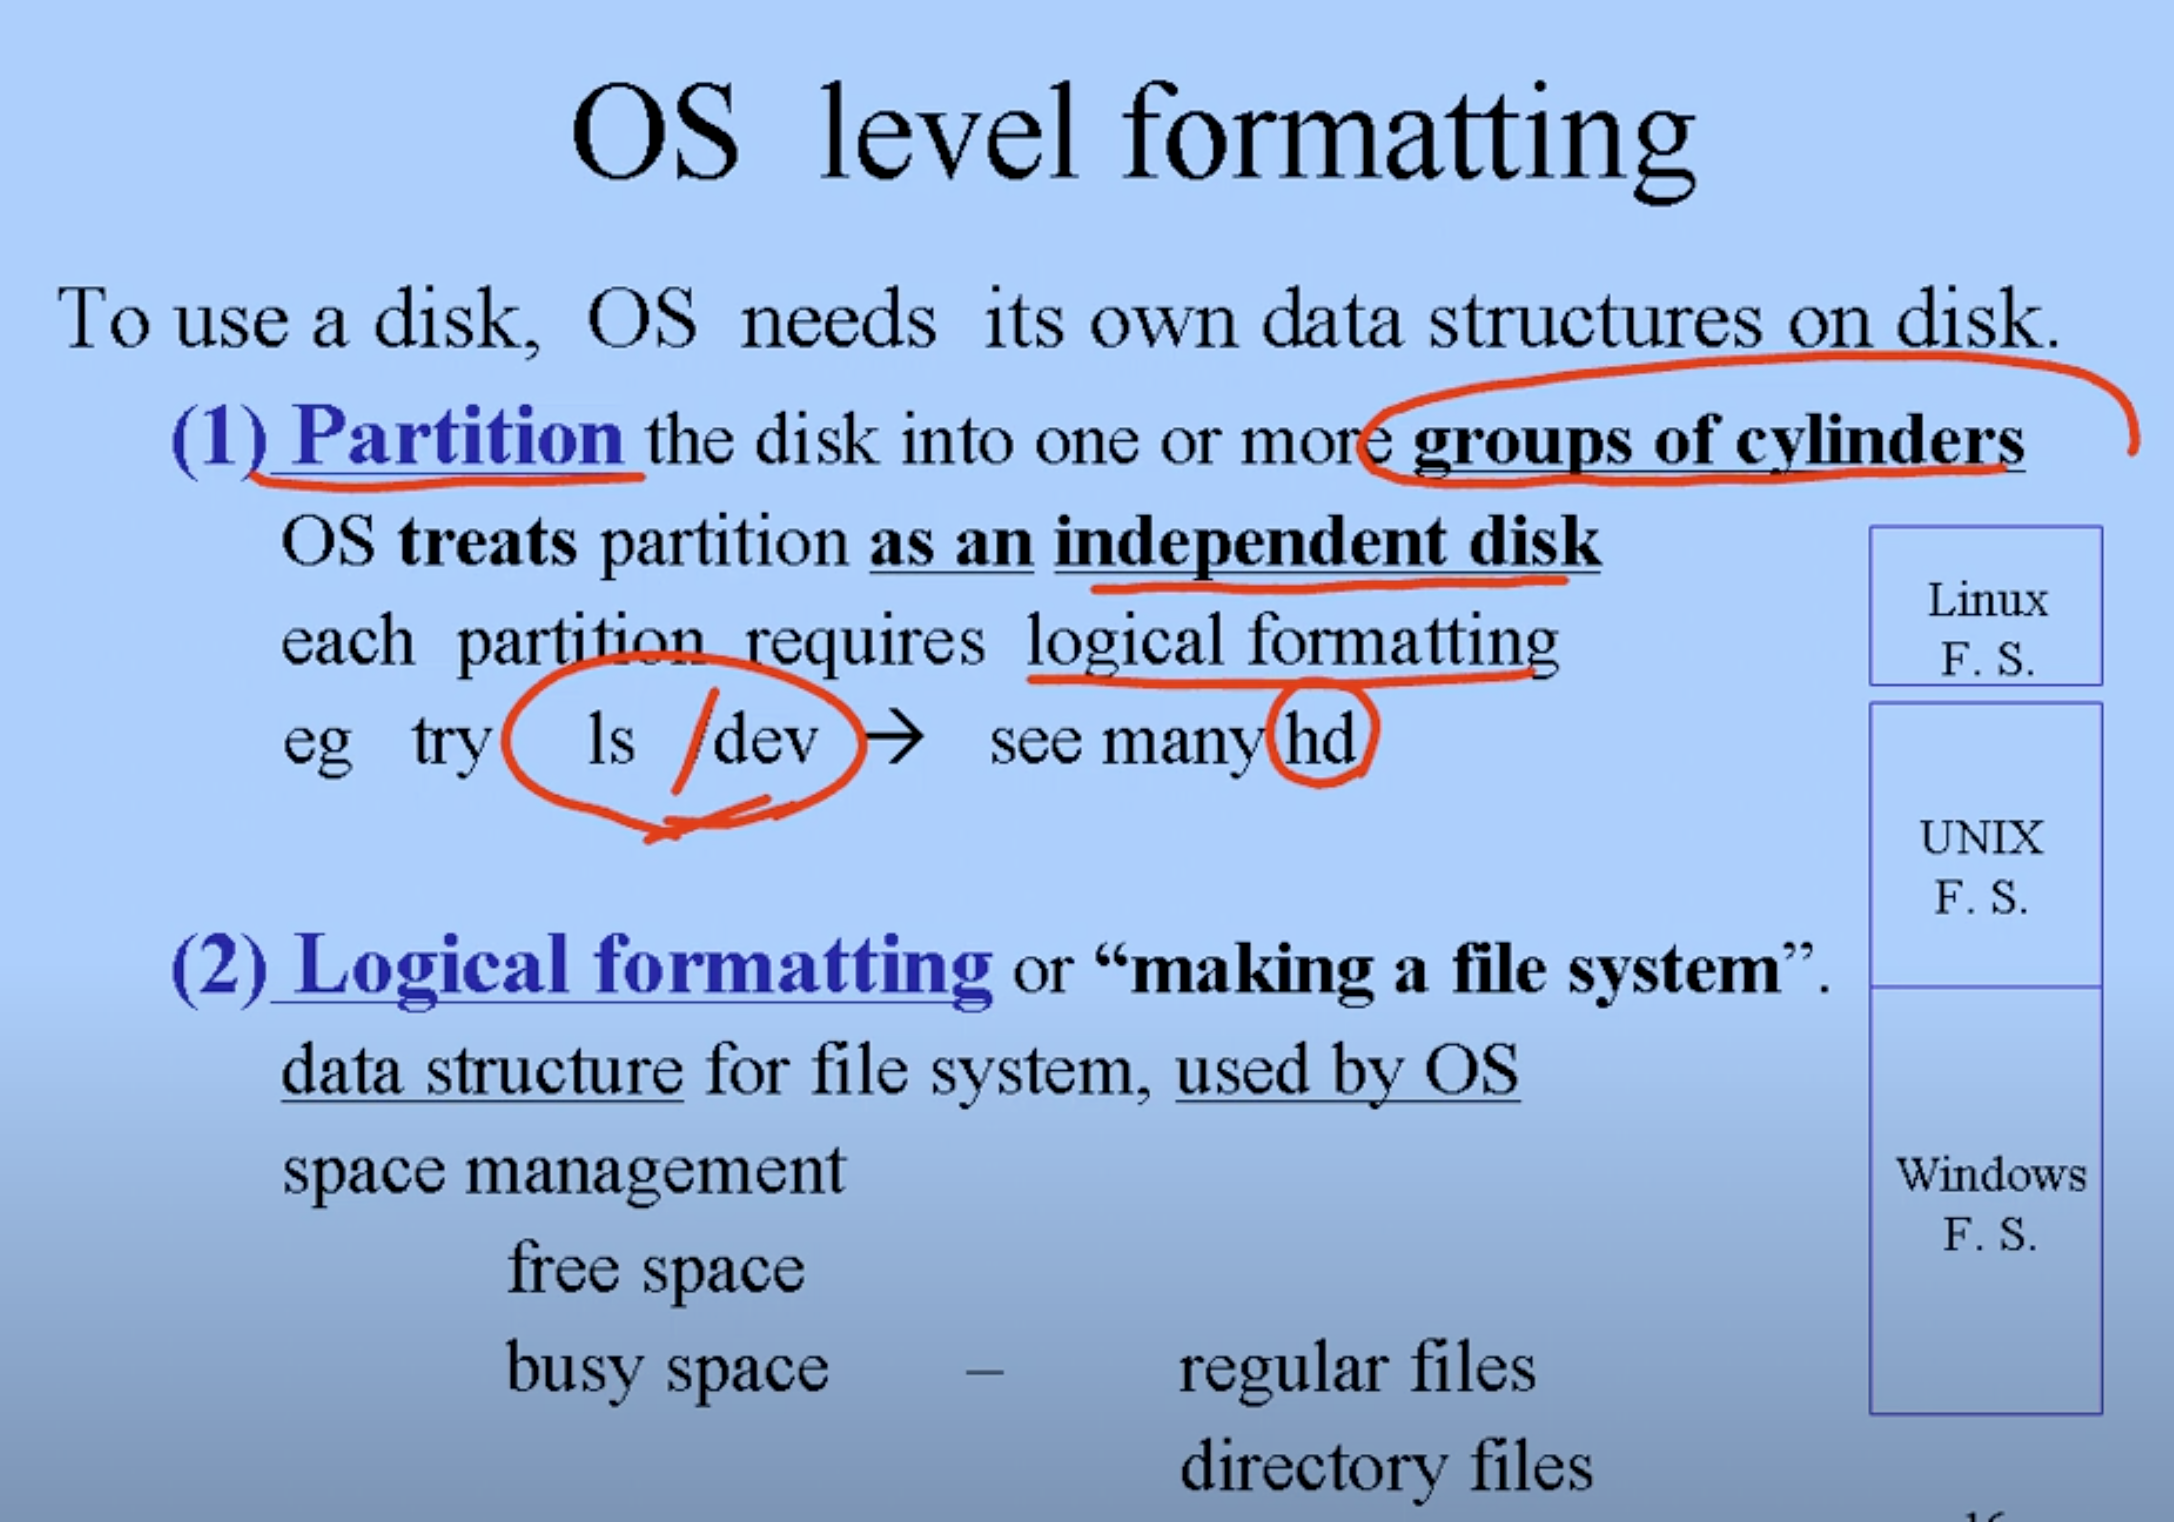 OS level formatting
To use a disk, OS needs its own data structures on disk.
(1) Partition the disk into one or more groups of cylinders
OS treats partition as an independent disk
each partition requires logical formatting
eg try ls /dev → see many hd
(2) Logical formatting or “making a file system”.
data structure for file system, used by OS
space management
free space
busy space – regular files
directory files
Linux
F. S.
UNIX
F. S.
Windows
F. S.